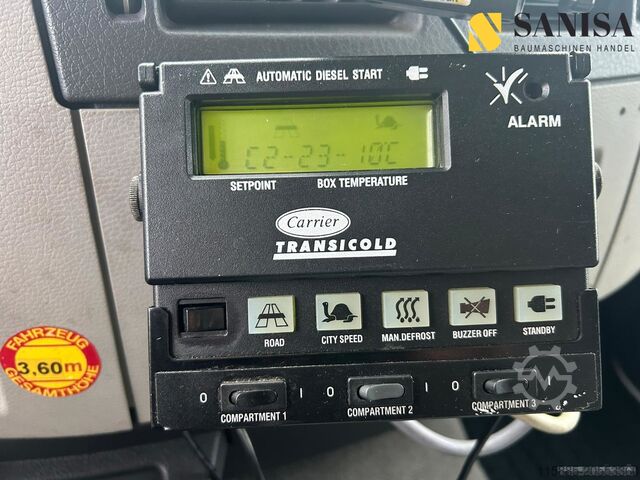 SANISA
BAUMASCHINEN HANDEL
AUTOMATIC DIESEL START
ALARM
C2-23-10C
SETPOINT BOX TEMPERATURE
Carrier
TRANSICOLD
ROAD CITY SPEED MAN.DEFROST BUZZER OFF STANDBY
FAHRZEUG
3,60m
GESAMTHÖHE
0 I 0 I 0 I
COMPARTMENT 1 COMPARTMENT 2 COMPARTMENT 3